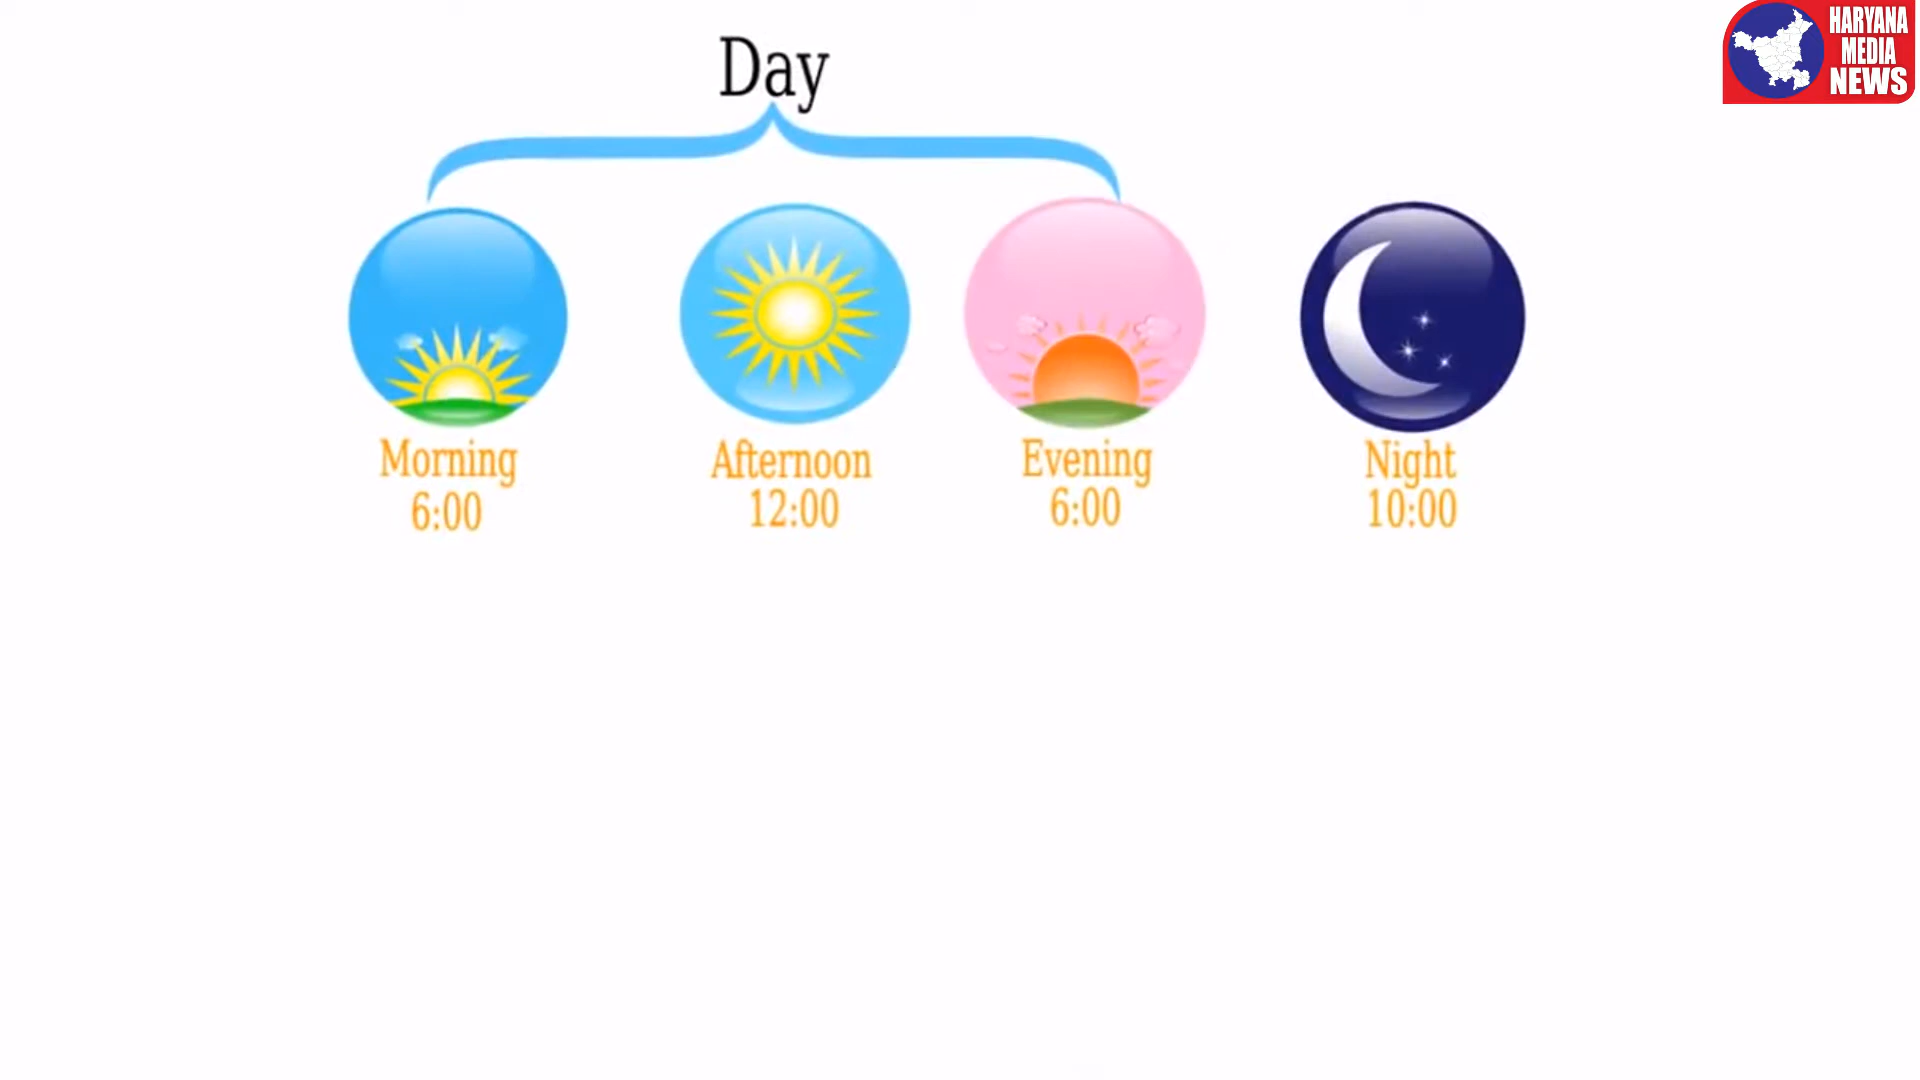 Day
HARYANA
MEDIA
NEWS
Morning
6:00
Afternoon
12:00
Evening
6:00
Night
10:00